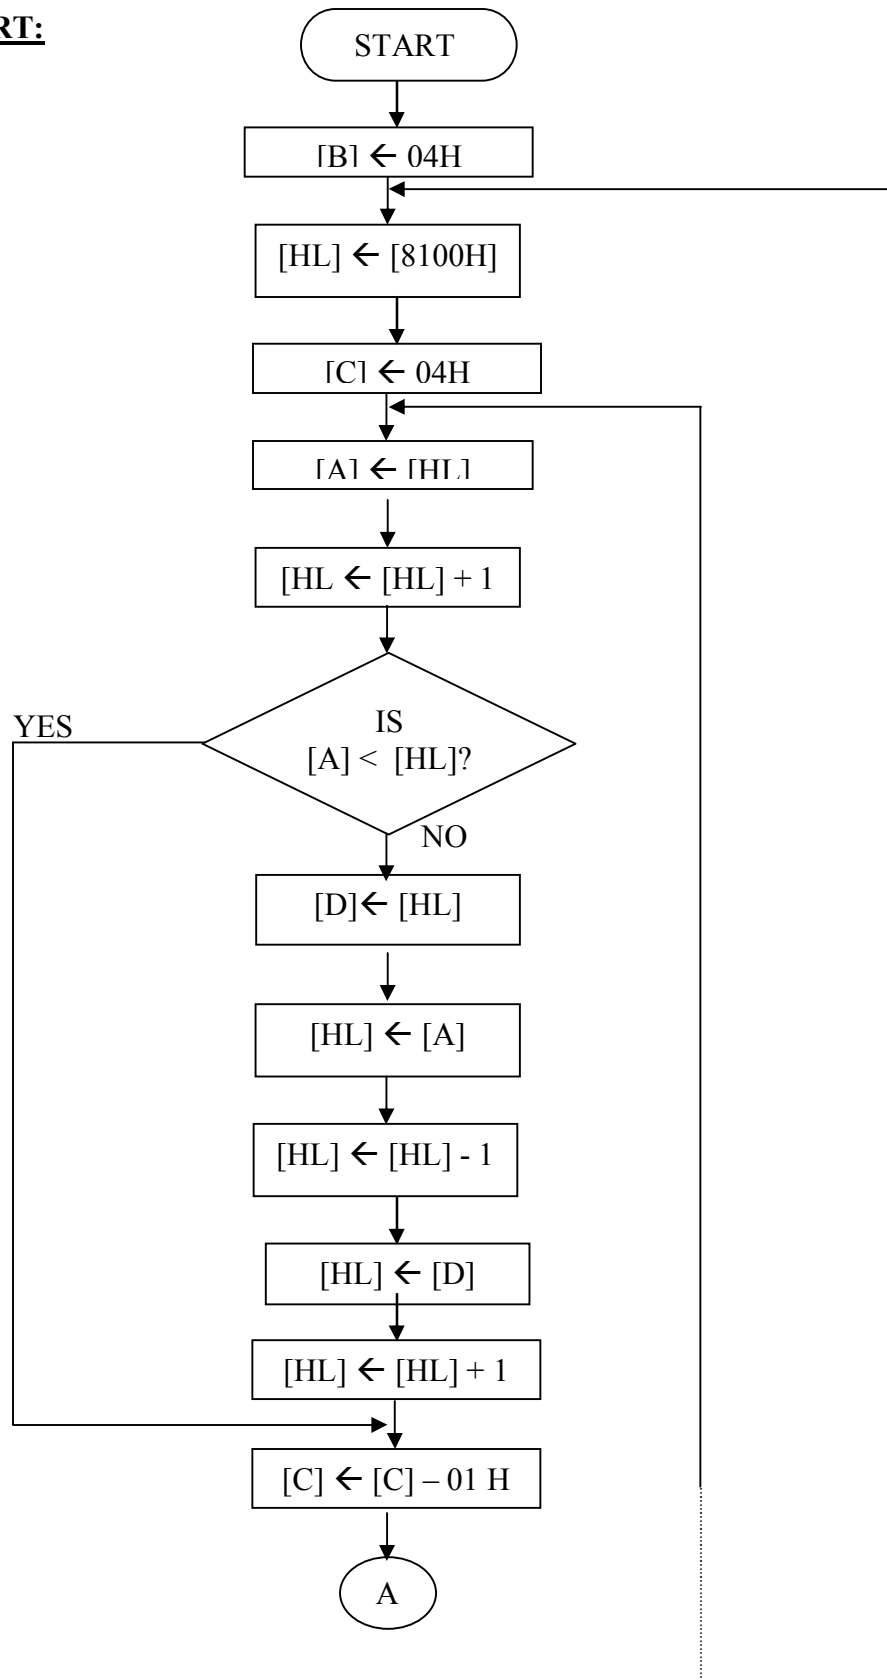 RT:
START
[B] ← 04H
[HL] ← [8100H]
[C] ← 04H
[A] ← [HL]
[HL ← [HL] + 1
IS
[A] < [HL]?
YES
NO
[D]← [HL]
[HL] ← [A]
[HL] ← [HL] - 1
[HL] ← [D]
[HL] ← [HL] + 1
[C] ← [C] – 01 H
A